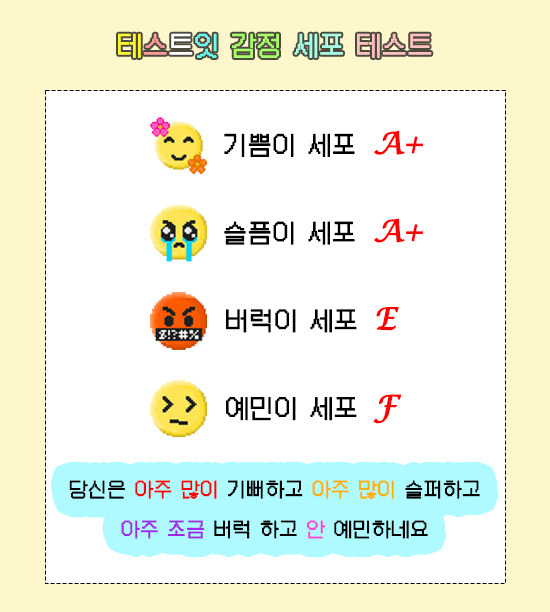 테스트잇 감정 세포 테스트
기쁨이 세포 A+
슬픔이 세포 A+
버럭이 세포 E
&!?#%
예민이 세포 F
당신은 아주 많이 기뻐하고 아주 많이 슬퍼하고
아주 조금 버럭 하고 안 예민하네요